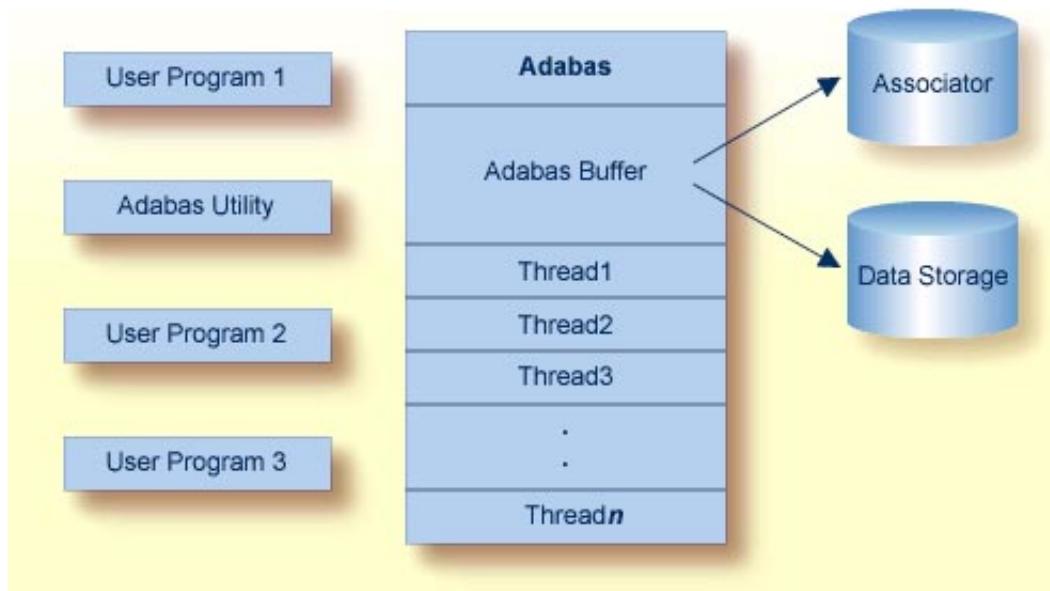 User Program 1
Adabas Utility
User Program 2
User Program 3
Adabas
Adabas Buffer
Thread1
Thread2
Thread3
.
.
Threadn
Associator
Data Storage